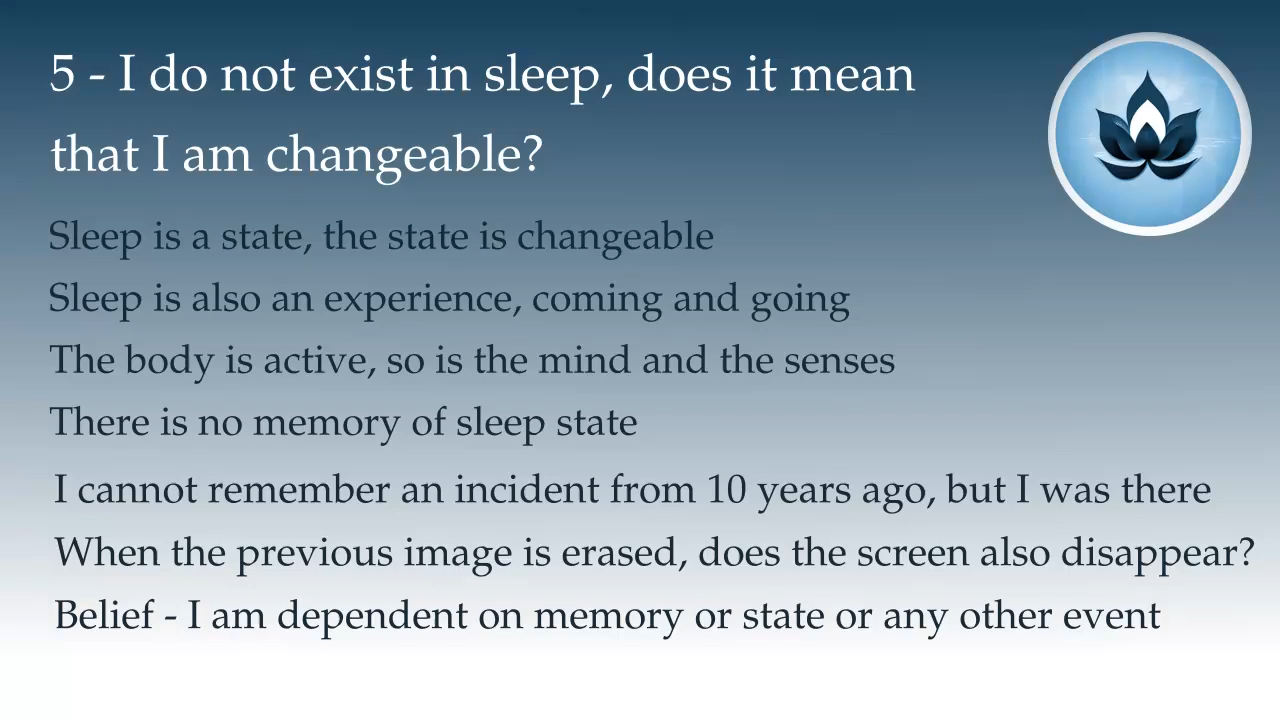 5 - I do not exist in sleep, does it mean
that I am changeable?
Sleep is a state, the state is changeable
Sleep is also an experience, coming and going
The body is active, so is the mind and the senses
There is no memory of sleep state
I cannot remember an incident from 10 years ago, but I was there
When the previous image is erased, does the screen also disappear?
Belief - I am dependent on memory or state or any other event